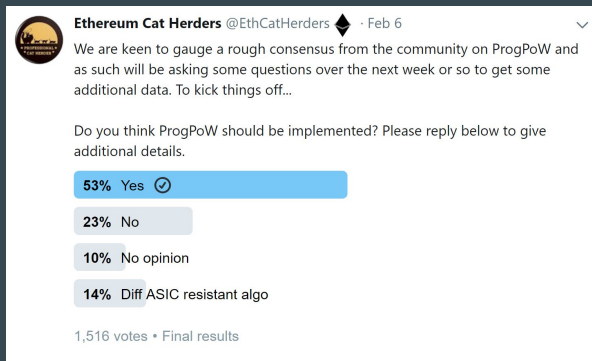 Ethereum Cat Herders @EthCatHerders · Feb 6
We are keen to gauge a rough consensus from the community on ProgPoW and
as such will be asking some questions over the next week or so to get some
additional data. To kick things off...
Do you think ProgPoW should be implemented? Please reply below to give
additional details.
53% Yes
23% No
10% No opinion
14% Diff ASIC resistant algo
1,516 votes • Final results
PROFESSIONAL
CAT HERDER